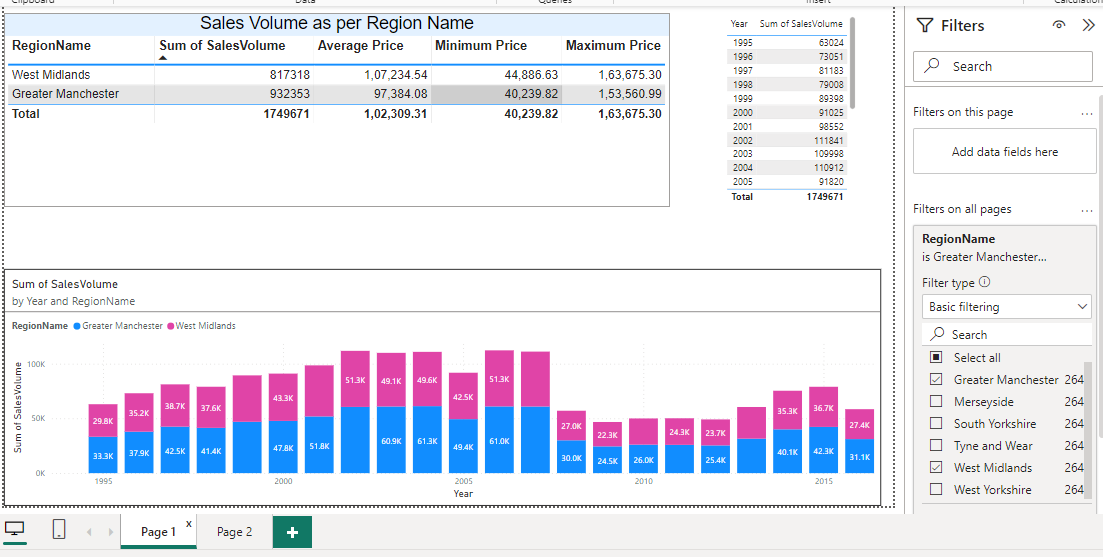 Clipboard Data Queries Insert Calculation
Sales Volume as per Region Name
RegionName Sum of SalesVolume Average Price Minimum Price Maximum Price
West Midlands 817318 1,07,234.54 44,886.63 1,63,675.30
Greater Manchester 932353 97,384.08 40,239.82 1,53,560.99
Total 1749671 1,02,309.31 40,239.82 1,63,675.30
Year Sum of SalesVolume
1995 63024
1996 73051
1997 81183
1998 79008
1999 89398
2000 91025
2001 98552
2002 111841
2003 109998
2004 110912
2005 91820
Total 1749671
Sum of SalesVolume
by Year and RegionName
RegionName Greater Manchester West Midlands
Sum of SalesVolume
100K
50K
0K
29.8K 35.2K 38.7K 37.6K 43.3K 51.3K 49.1K 49.6K 42.5K 51.3K 27.0K 22.3K 24.3K 23.7K 35.3K 36.7K 27.4K
33.3K 37.9K 42.5K 41.4K 47.8K 51.8K 60.9K 61.3K 49.4K 61.0K 30.0K 24.5K 26.0K 25.4K 40.1K 42.3K 31.1K
1995 2000 2005 2010 2015
Year
Filters
Search
Filters on this page ...
Add data fields here
Filters on all pages ...
RegionName
is Greater Manchester...
Filter type
Basic filtering
Search
Select all
Greater Manchester 264
Merseyside 264
South Yorkshire 264
Tyne and Wear 264
West Midlands 264
West Yorkshire 264
Page 1 x Page 2 +